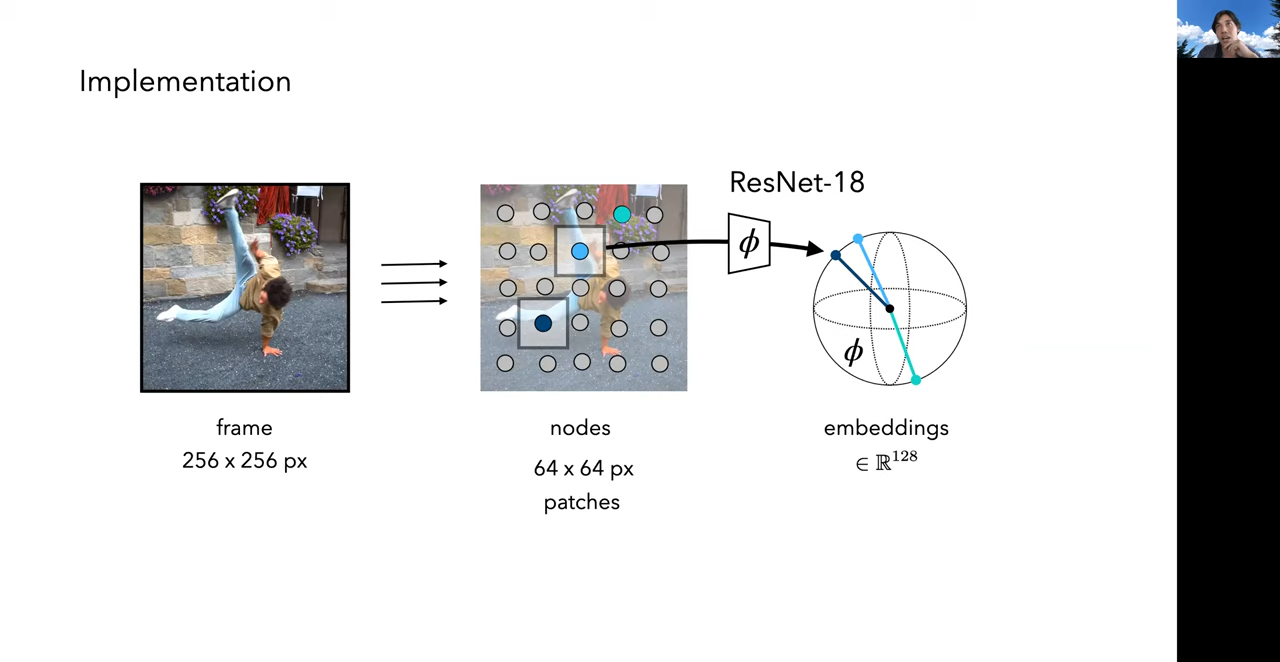 Implementation
ResNet-18
ϕ
ϕ
frame
256 x 256 px
nodes
64 x 64 px
patches
embeddings
∈ ℝ¹²⁸